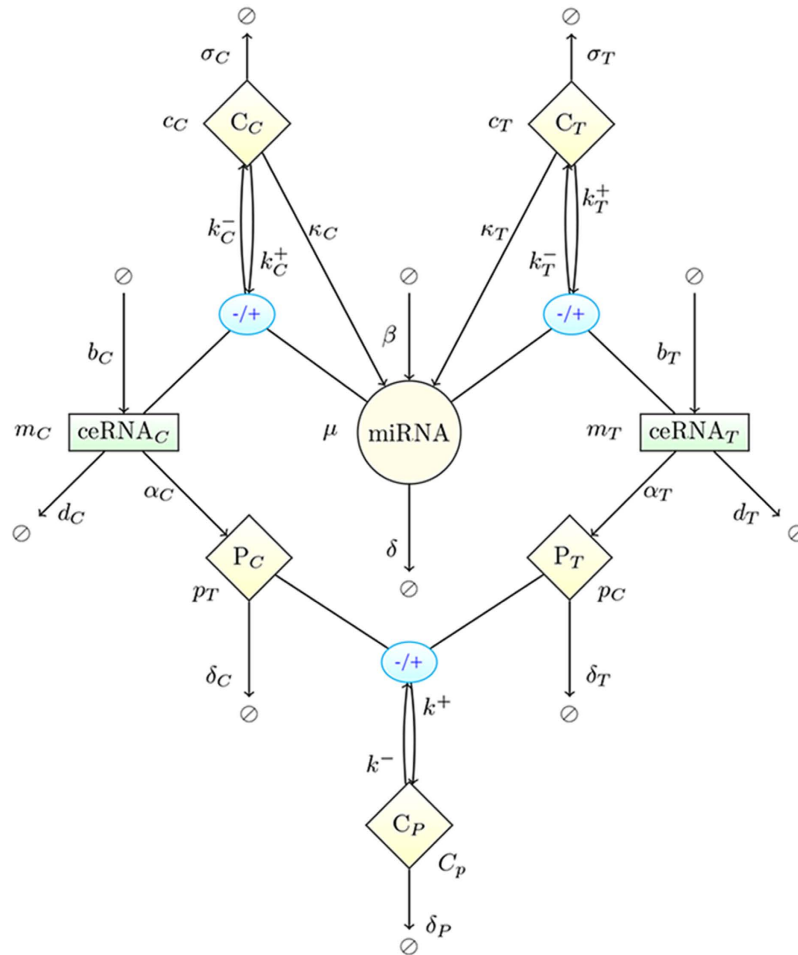 ∅ ∅
σ_C σ_T
c_C C_C c_T C_T
k_C^- κ_C κ_T k_T^+
k_C^+ k_T^-
∅ ∅ ∅
-/+ -/+
b_C β b_T
m_C ceRNA_C μ miRNA m_T ceRNA_T
d_C α_C α_T d_T
∅ δ ∅
P_C P_T
p_T ∅ p_C
-/+
δ_C δ_T
∅ k^+ ∅
k^-
C_P
C_p
δ_P
∅